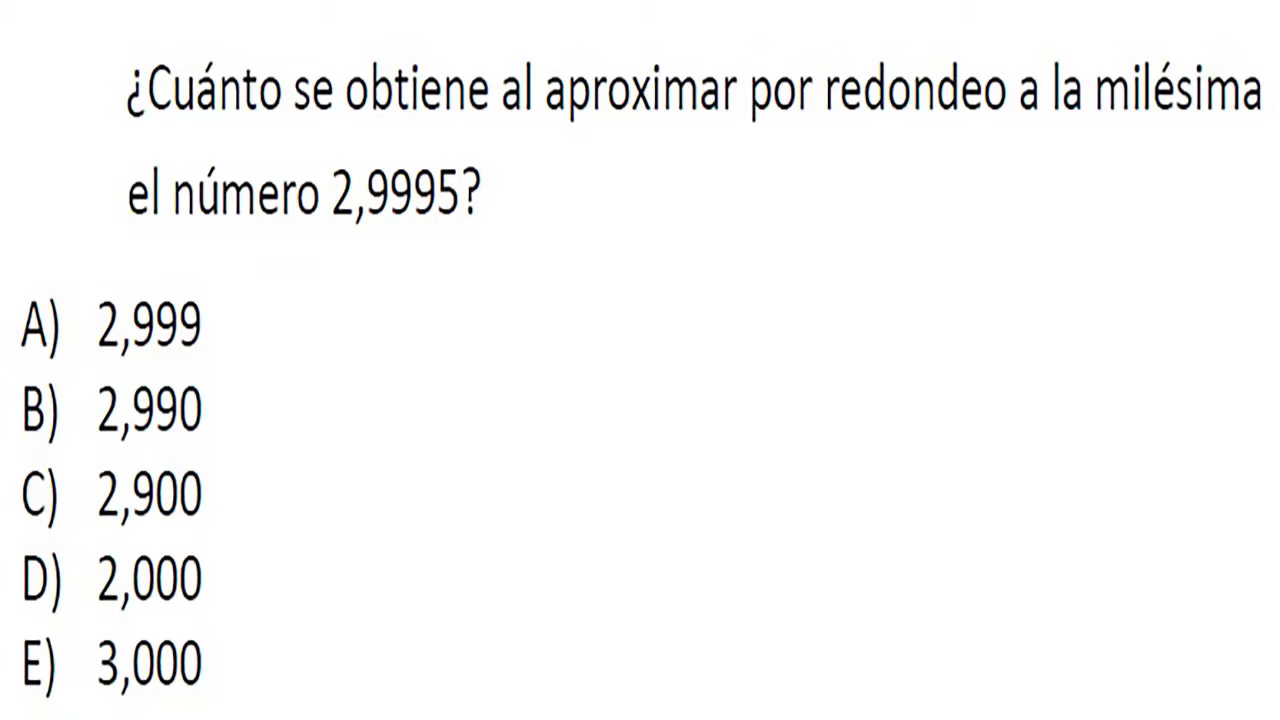 ¿Cuánto se obtiene al aproximar por redondeo a la milésima
el número 2,9995?
A) 2,999
B) 2,990
C) 2,900
D) 2,000
E) 3,000